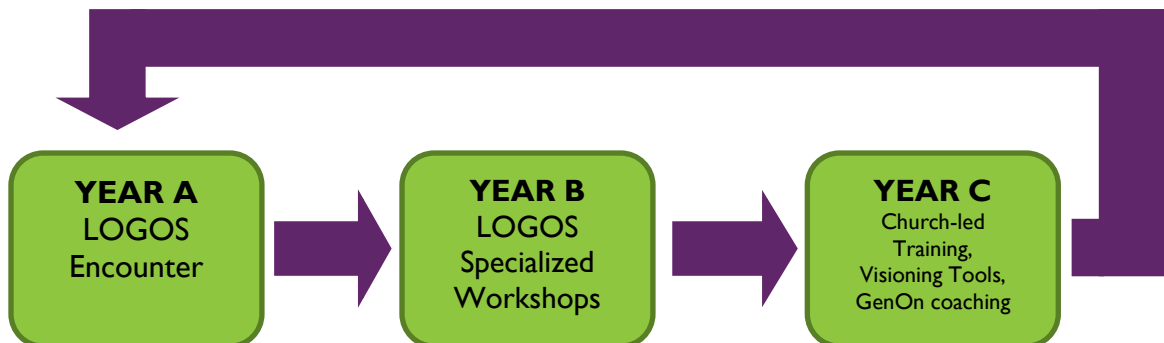 YEAR A
LOGOS
Encounter
YEAR B
LOGOS
Specialized
Workshops
YEAR C
Church-led
Training,
Visioning Tools,
GenOn coaching